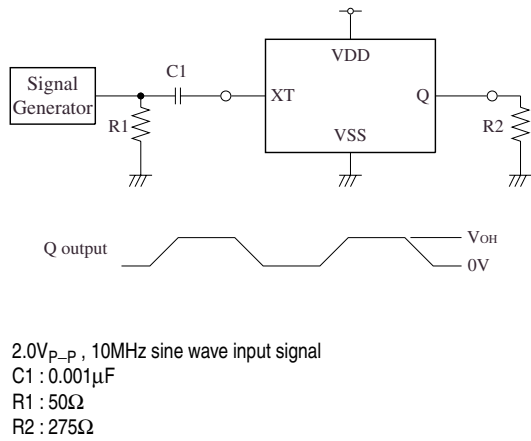 Signal
Generator
C1
R1
XT
VDD
VSS
Q
R2
Q output
VOH
0V
2.0VP–P , 10MHz sine wave input signal
C1 : 0.001μF
R1 : 50Ω
R2 : 275Ω